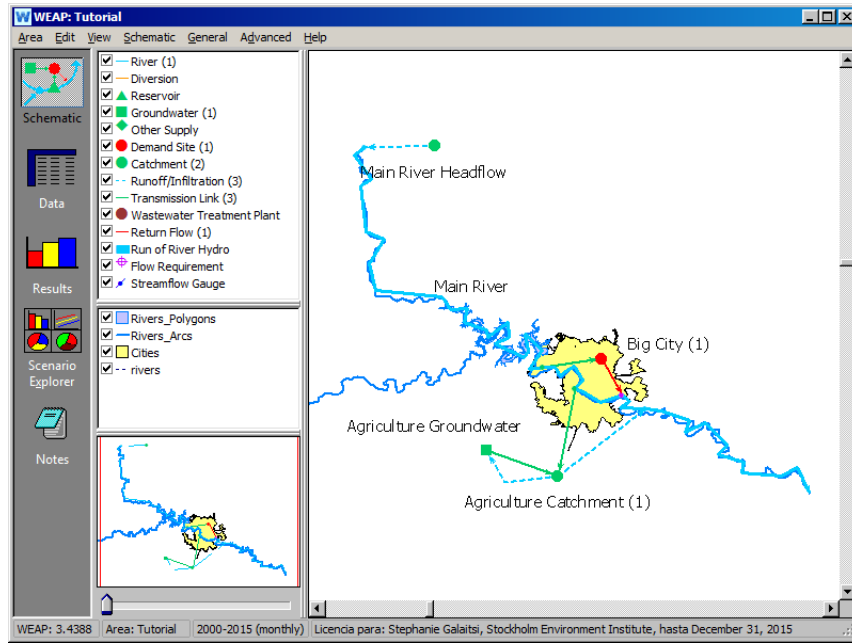 WEAP: Tutorial
Area Edit View Schematic General Advanced Help
Schematic
Data
Results
Scenario
Explorer
Notes
River (1)
Diversion
Reservoir
Groundwater (1)
Other Supply
Demand Site (1)
Catchment (2)
Runoff/Infiltration (3)
Transmission Link (3)
Wastewater Treatment Plant
Return Flow (1)
Run of River Hydro
Flow Requirement
Streamflow Gauge
Rivers_Polygons
Rivers_Arcs
Cities
rivers
Main River Headflow
Main River
Big City (1)
Agriculture Groundwater
Agriculture Catchment (1)
WEAP: 3.4388 Area: Tutorial 2000-2015 (monthly) Licencia para: Stephanie Galaitsi, Stockholm Environment Institute, hasta December 31, 2015